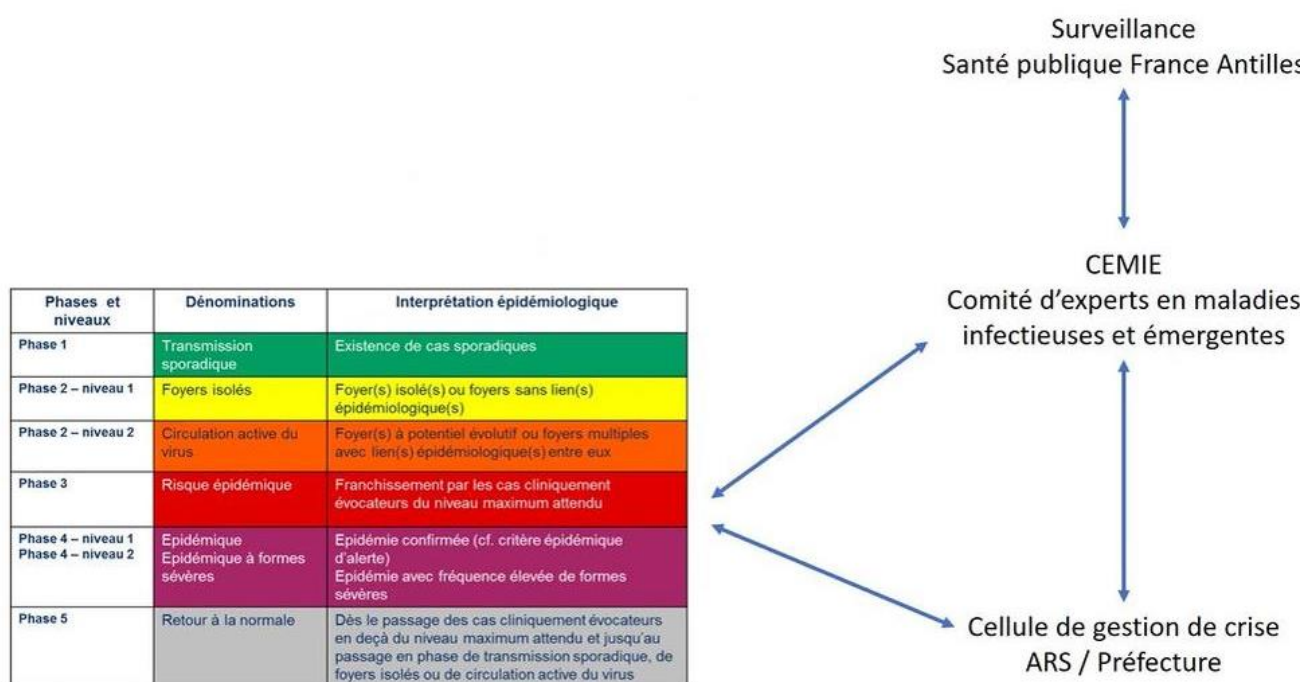 Surveillance
Santé publique France Antilles
CEMIE
Comité d'experts en maladies
infectieuses et émergentes
Cellule de gestion de crise
ARS / Préfecture
Phases et
niveaux
Dénominations
Interprétation épidémiologique
Phase 1
Transmission
sporadique
Existence de cas sporadiques
Phase 2 – niveau 1
Foyers isolés
Foyer(s) isolé(s) ou foyers sans lien(s)
épidémiologique(s)
Phase 2 – niveau 2
Circulation active du
virus
Foyer(s) à potentiel évolutif ou foyers multiples
avec lien(s) épidémiologique(s) entre eux
Phase 3
Risque épidémique
Franchissement par les cas cliniquement
évocateurs du niveau maximum attendu
Phase 4 – niveau 1
Phase 4 – niveau 2
Epidémique
Epidémique à formes
sévères
Epidémie confirmée (cf. critère épidémique
d'alerte)
Epidémie avec fréquence élevée de formes
sévères
Phase 5
Retour à la normale
Dès le passage des cas cliniquement évocateurs
en deçà du niveau maximum attendu et jusqu'au
passage en phase de transmission sporadique, de
foyers isolés ou de circulation active du virus